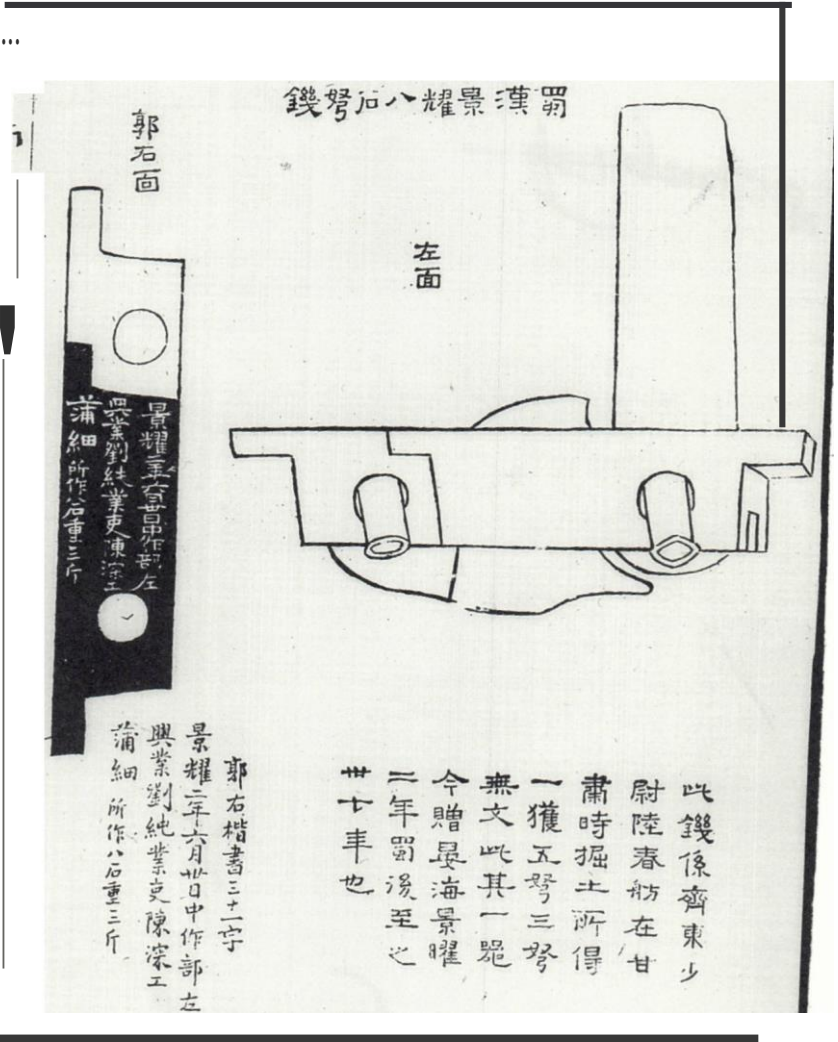 ...
蜀漢景耀八石弩鐖
左面
郭右面
景耀二年六月卅日中作部左
興業劉純業吏陳深工
蒲細所作八石重三斤
此鐖係齊東少
尉陸春舫在甘
肅時掘土所得
一獲五弩三弩
無文此其一
今贈晏海景曜
二年蜀後主之
卅七年也
郭右楷書三十二字
景耀二年六月卅日中作部左
興業劉純業吏陳深工
蒲細所作八石重三斤